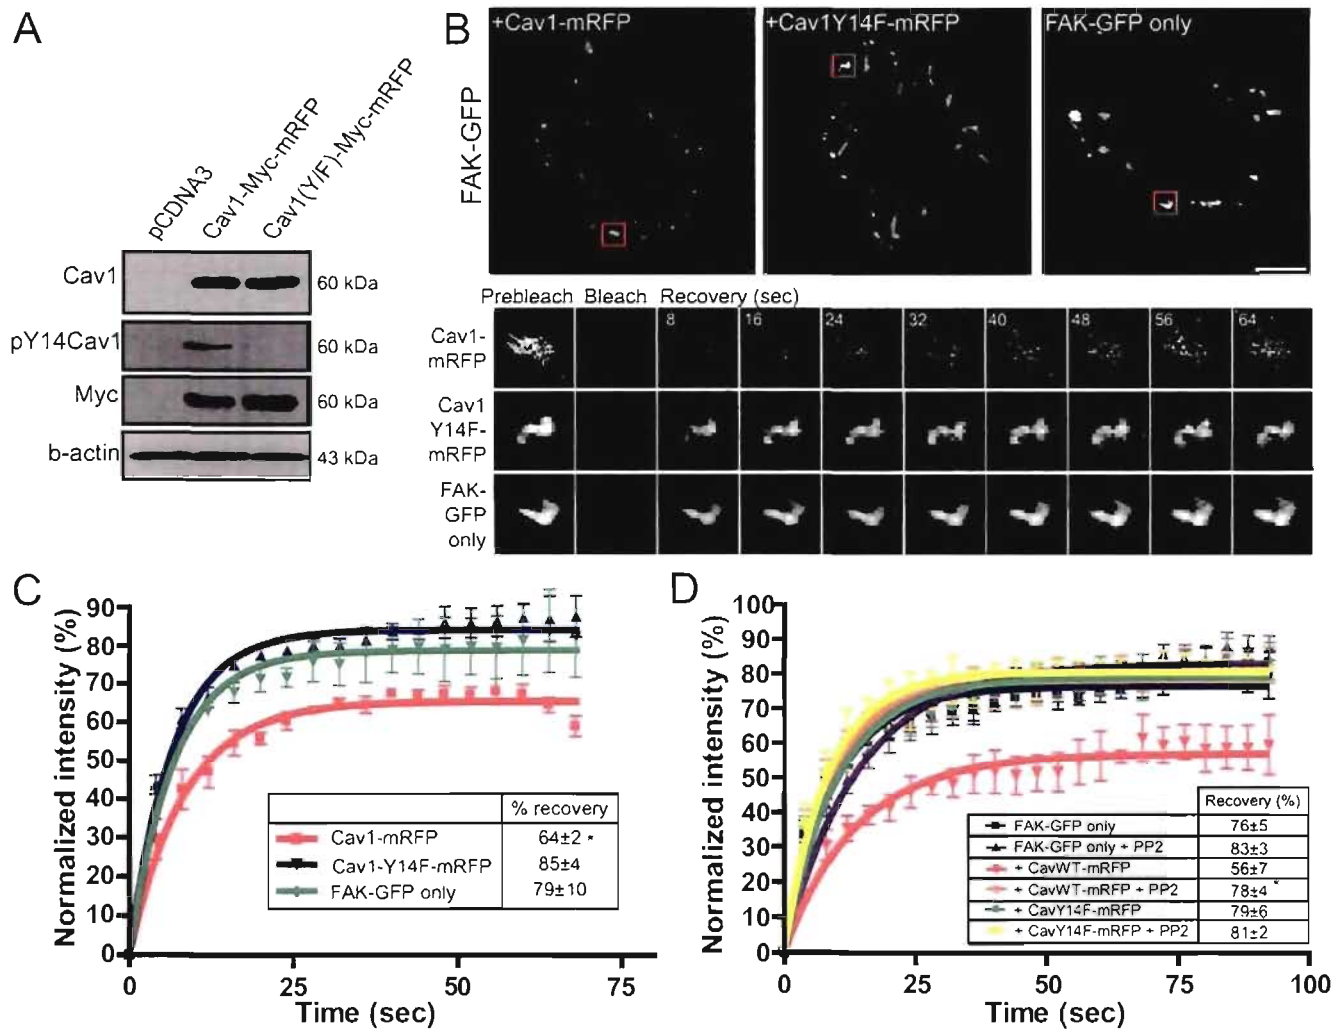 A
pCDNA3
Cav1-Myc-mRFP
Cav1(Y/F)-Myc-mRFP
Cav1
60 kDa
pY14Cav1
60 kDa
Myc
60 kDa
b-actin
43 kDa
B
+Cav1-mRFP
+Cav1Y14F-mRFP
FAK-GFP only
FAK-GFP
Prebleach Bleach Recovery (sec)
8 16 24 32 40 48 56 64
Cav1-
mRFP
Cav1
Y14F-
mRFP
FAK-
GFP
only
C
Normalized intensity (%)
90
80
70
60
50
40
30
20
10
0
0 25 50 75
Time (sec)
% recovery
Cav1-mRFP 64±2 *
Cav1-Y14F-mRFP 85±4
FAK-GFP only 79±10
D
Normalized intensity (%)
100
90
80
70
60
50
40
30
20
10
0
0 25 50 75 100
Time (sec)
Recovery (%)
FAK-GFP only 76±5
FAK-GFP only + PP2 83±3
+ CavWT-mRFP 56±7
+ CavWT-mRFP + PP2 78±4 *
+ CavY14F-mRFP 79±6
+ CavY14F-mRFP + PP2 81±2